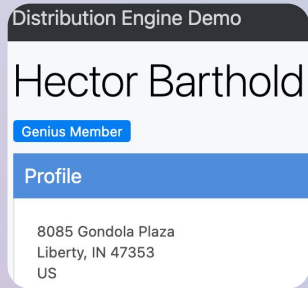 Distribution Engine Demo
Hector Barthold
Genius Member
Profile
8085 Gondola Plaza
Liberty, IN 47353
US